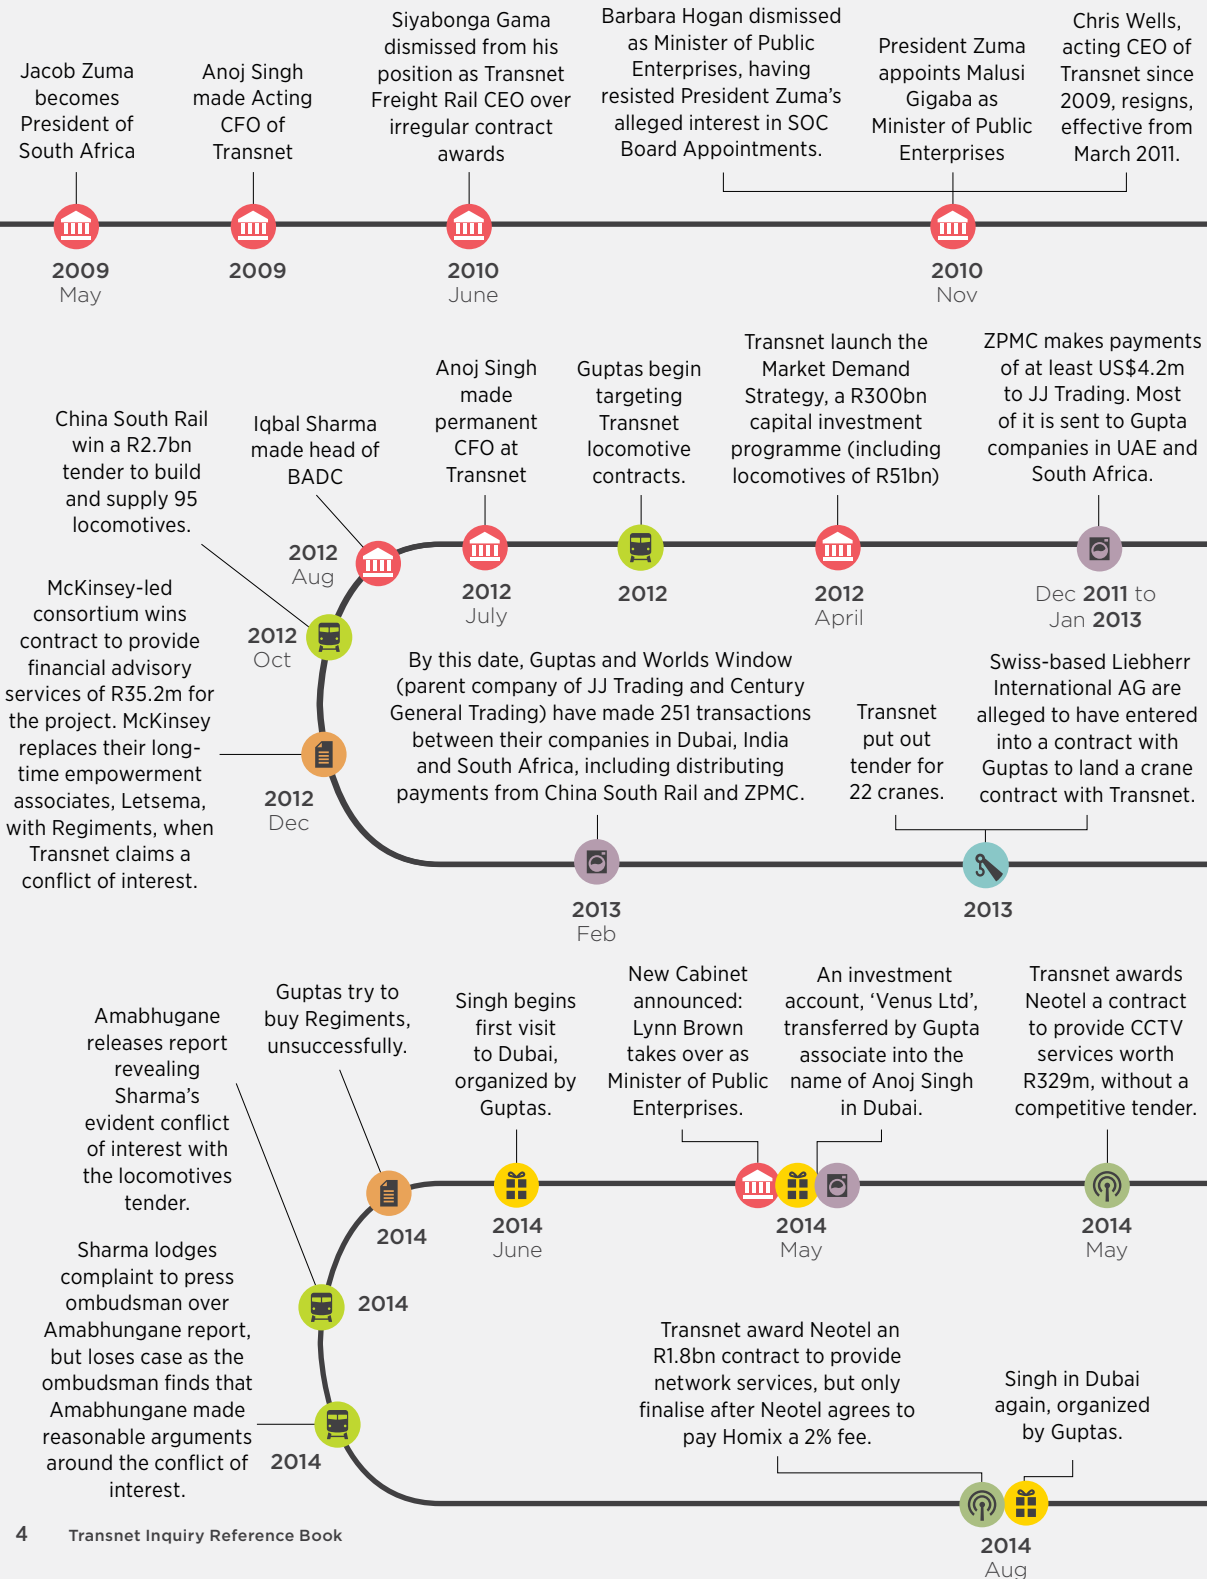 Jacob Zuma
becomes
President of
South Africa
2009
May
Anoj Singh
made Acting
CFO of
Transnet
2009
Siyabonga Gama
dismissed from his
position as Transnet
Freight Rail CEO over
irregular contract
awards
2010
June
Barbara Hogan dismissed
as Minister of Public
Enterprises, having
resisted President Zuma’s
alleged interest in SOC
Board Appointments.
President Zuma
appoints Malusi
Gigaba as
Minister of Public
Enterprises
Chris Wells,
acting CEO of
Transnet since
2009, resigns,
effective from
March 2011.
2010
Nov
ZPMC makes payments
of at least US$4.2m
to JJ Trading. Most
of it is sent to Gupta
companies in UAE and
South Africa.
Dec 2011 to
Jan 2013
Transnet launch the
Market Demand
Strategy, a R300bn
capital investment
programme (including
locomotives of R51bn)
2012
April
Guptas begin
targeting
Transnet
locomotive
contracts.
2012
Anoj Singh
made
permanent
CFO at
Transnet
2012
July
Iqbal Sharma
made head of
BADC
2012
Aug
China South Rail
win a R2.7bn
tender to build
and supply 95
locomotives.
2012
Oct
McKinsey-led
consortium wins
contract to provide
financial advisory
services of R35.2m for
the project. McKinsey
replaces their long-
time empowerment
associates, Letsema,
with Regiments, when
Transnet claims a
conflict of interest.
2012
Dec
By this date, Guptas and Worlds Window
(parent company of JJ Trading and Century
General Trading) have made 251 transactions
between their companies in Dubai, India
and South Africa, including distributing
payments from China South Rail and ZPMC.
2013
Feb
Transnet
put out
tender for
22 cranes.
Swiss-based Liebherr
International AG are
alleged to have entered
into a contract with
Guptas to land a crane
contract with Transnet.
2013
Transnet awards
Neotel a contract
to provide CCTV
services worth
R329m, without a
competitive tender.
2014
May
An investment
account, ‘Venus Ltd’,
transferred by Gupta
associate into the
name of Anoj Singh
in Dubai.
New Cabinet
announced:
Lynn Brown
takes over as
Minister of Public
Enterprises.
2014
May
Singh begins
first visit
to Dubai,
organized by
Guptas.
2014
June
Guptas try to
buy Regiments,
unsuccessfully.
2014
Amabhugane
releases report
revealing
Sharma’s
evident conflict
of interest with
the locomotives
tender.
2014
Sharma lodges
complaint to press
ombudsman over
Amabhungane report,
but loses case as the
ombudsman finds that
Amabhungane made
reasonable arguments
around the conflict of
interest.
2014
Transnet award Neotel an
R1.8bn contract to provide
network services, but only
finalise after Neotel agrees to
pay Homix a 2% fee.
Singh in Dubai
again, organized
by Guptas.
2014
Aug
4 Transnet Inquiry Reference Book